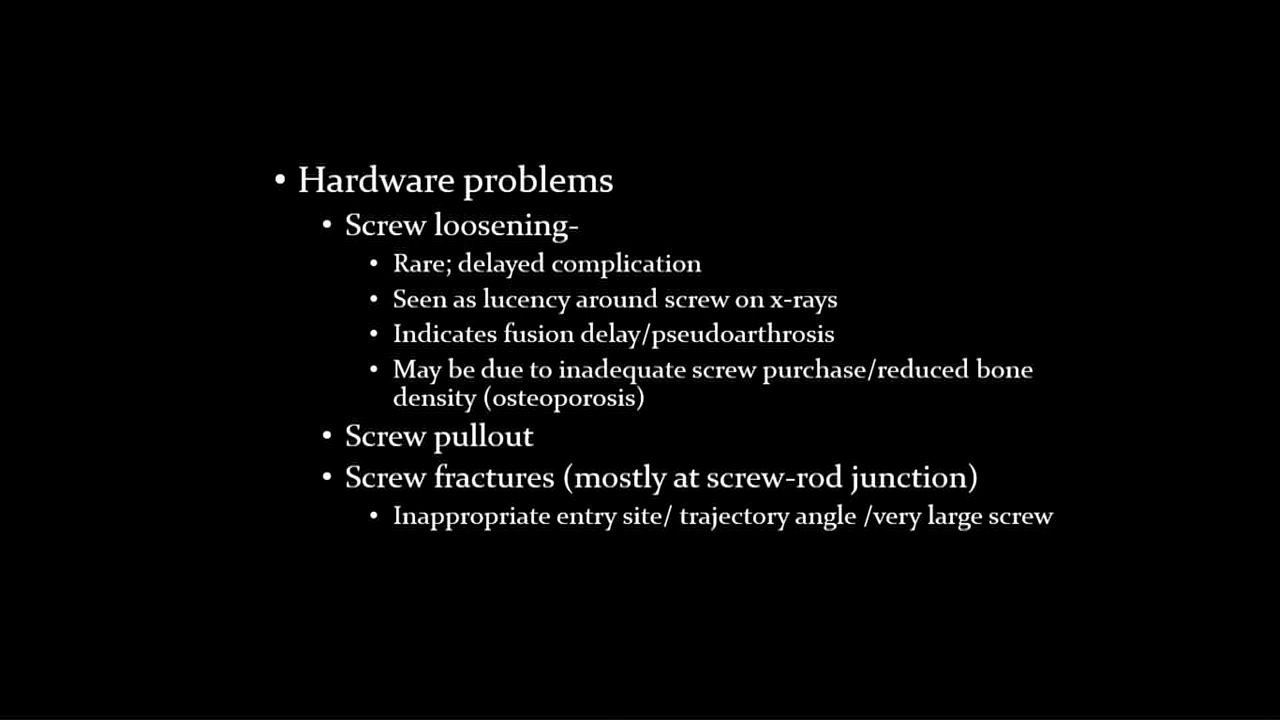 • Hardware problems
• Screw loosening-
• Rare; delayed complication
• Seen as lucency around screw on x-rays
• Indicates fusion delay/pseudoarthrosis
• May be due to inadequate screw purchase/reduced bone
density (osteoporosis)
• Screw pullout
• Screw fractures (mostly at screw-rod junction)
• Inappropriate entry site/ trajectory angle /very large screw